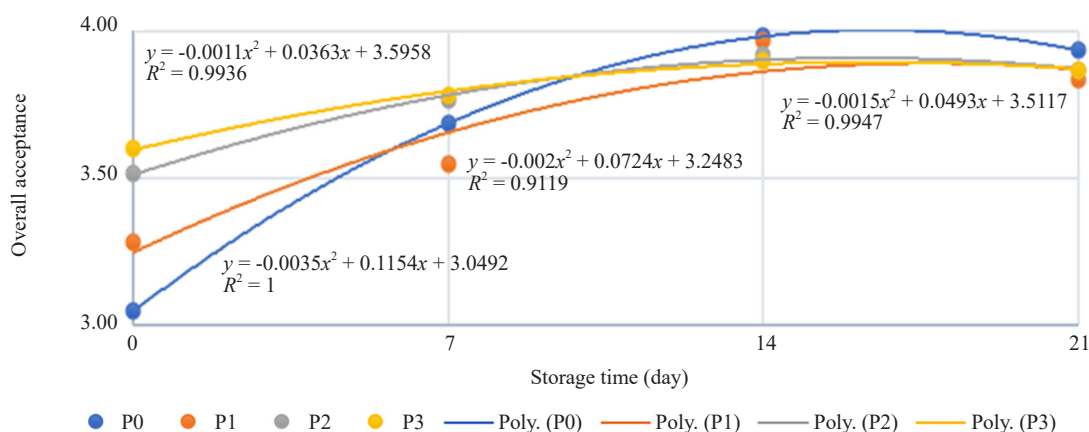 4.00
y = -0.0011x² + 0.0363x + 3.5958
R² = 0.9936
y = -0.0015x² + 0.0493x + 3.5117
R² = 0.9947
y = -0.002x² + 0.0724x + 3.2483
R² = 0.9119
3.50
Overall acceptance
y = -0.0035x² + 0.1154x + 3.0492
R² = 1
3.00
0 7 14 21
Storage time (day)
P0 P1 P2 P3 Poly. (P0) Poly. (P1) Poly. (P2) Poly. (P3)